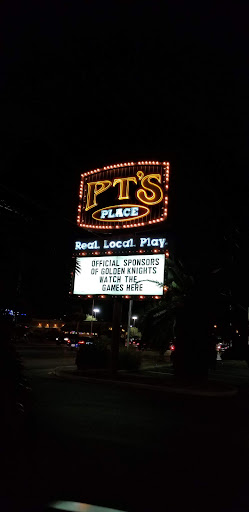 PT'S
PLACE
Real. Local. Play.
OFFICIAL SPONSORS
OF GOLDEN KNIGHTS
WATCH THE
GAMES HERE